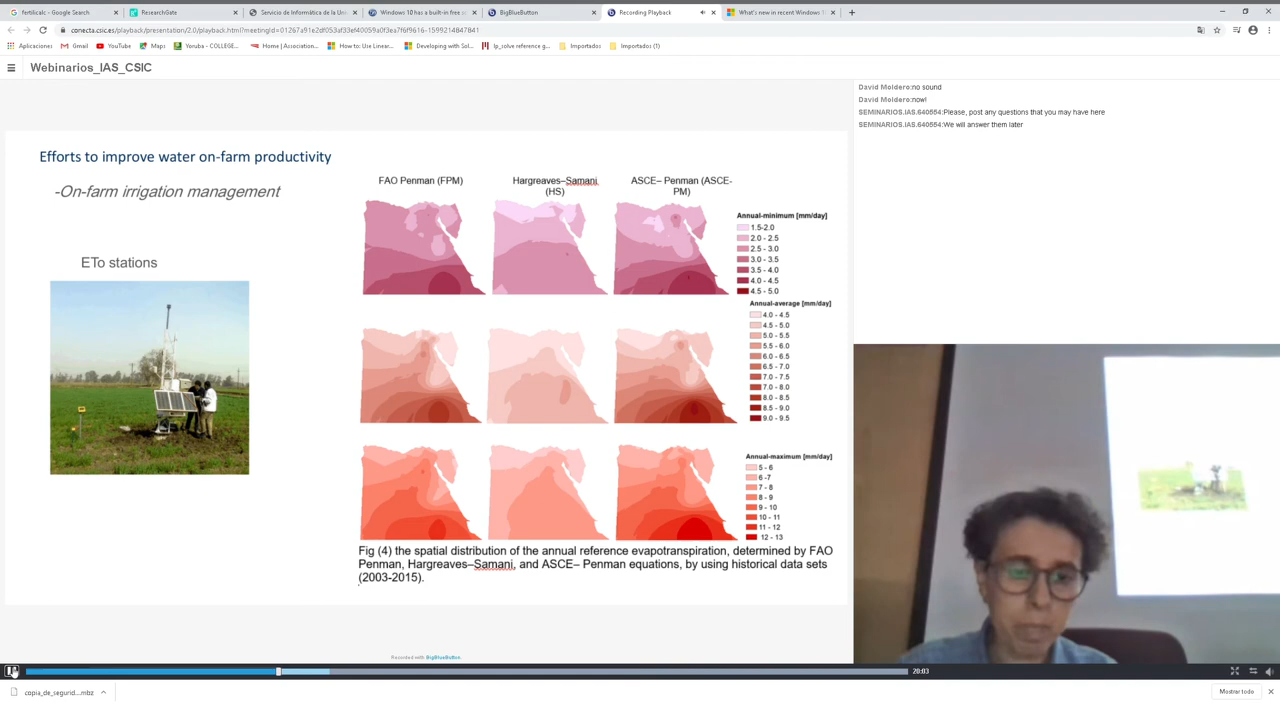 fertilicalc - Google Search
ResearchGate
Servicio de Informática de la Uni
Windows 10 has a built-in free s
BigBlueButton
Recording Playback
What's new in recent Windows 1
conecta.csic.es/playback/presentation/2.0/playback.html?meetingId=01267a91e2df053af33ef40059a0f3ea7f6f9616-1599214847841
Aplicaciones
Gmail
YouTube
Maps
Yoruba - COLLEGE...
Home | Association...
How to: Use Linear...
Developing with Sol...
lp_solve reference g...
Importados
Importados (1)
Webinarios_IAS_CSIC
David Moldero:no sound
David Moldero:now!
SEMINARIOS.IAS.640554:Please, post any questions that you may have here
SEMINARIOS.IAS.640554:We will answer them later
Efforts to improve water on-farm productivity
-On-farm irrigation management
ETo stations
FAO Penman (FPM)
Hargreaves–Samani
(HS)
ASCE– Penman (ASCE-
PM)
Annual-minimum [mm/day]
1.5-2.0
2.0 - 2.5
2.5 - 3.0
3.0 - 3.5
3.5 - 4.0
4.0 - 4.5
4.5 - 5.0
Annual-average [mm/day]
4.0 - 4.5
4.5 - 5.0
5.0 - 5.5
5.5 - 6.0
6.0 - 6.5
6.5 - 7.0
7.0 - 7.5
7.0 - 8.0
8.0 - 8.5
8.5 - 9.0
9.0 - 9.5
Annual-maximum [mm/day]
5 - 6
6 -7
7 - 8
8 - 9
9 - 10
10 - 11
11 - 12
12 - 13
Fig (4) the spatial distribution of the annual reference evapotranspiration, determined by FAO
Penman, Hargreaves–Samani, and ASCE– Penman equations, by using historical data sets
(2003-2015).
Recorded with BigBlueButton.
20:03
copia_de_segurid....mbz
Mostrar todo